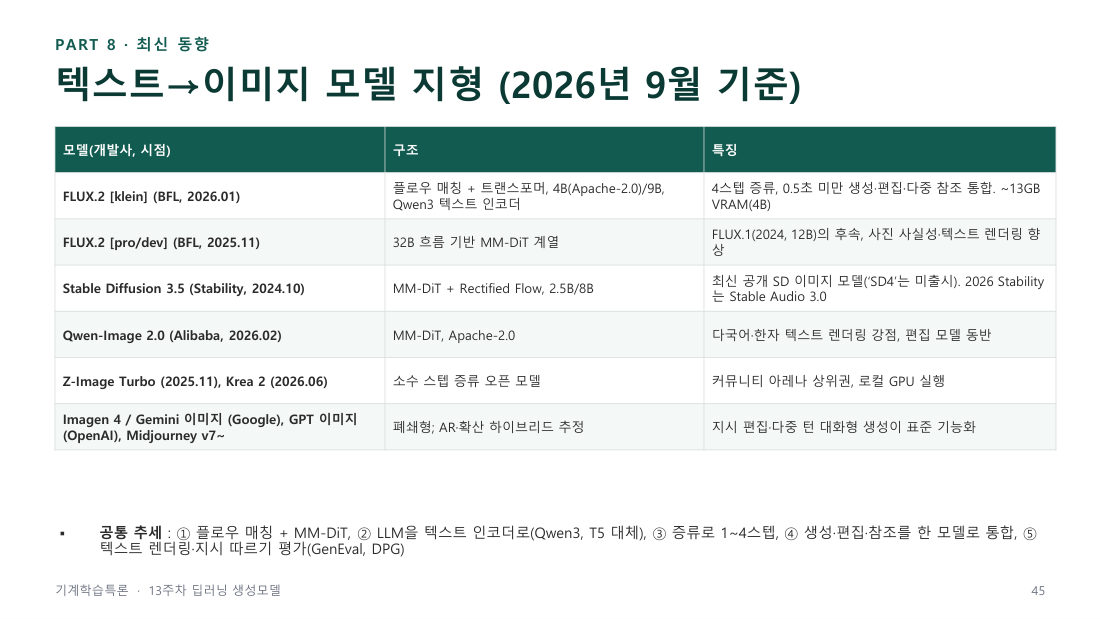 PART 8 · 최신 동향
텍스트→이미지 모델 지형 (2026년 9월 기준)
모델(개발사, 시점)
구조
특징
FLUX.2 [klein] (BFL, 2026.01)
플로우 매칭 + 트랜스포머, 4B(Apache-2.0)/9B,
Qwen3 텍스트 인코더
4스텝 증류, 0.5초 미만 생성·편집·다중 참조 통합. ~13GB
VRAM(4B)
FLUX.2 [pro/dev] (BFL, 2025.11)
32B 흐름 기반 MM-DiT 계열
FLUX.1(2024, 12B)의 후속, 사진 사실성·텍스트 렌더링 향
상
Stable Diffusion 3.5 (Stability, 2024.10)
MM-DiT + Rectified Flow, 2.5B/8B
최신 공개 SD 이미지 모델('SD4'는 미출시). 2026 Stability
는 Stable Audio 3.0
Qwen-Image 2.0 (Alibaba, 2026.02)
MM-DiT, Apache-2.0
다국어·한자 텍스트 렌더링 강점, 편집 모델 동반
Z-Image Turbo (2025.11), Krea 2 (2026.06)
소수 스텝 증류 오픈 모델
커뮤니티 아레나 상위권, 로컬 GPU 실행
Imagen 4 / Gemini 이미지 (Google), GPT 이미지
(OpenAI), Midjourney v7~
폐쇄형; AR·확산 하이브리드 추정
지시 편집·다중 턴 대화형 생성이 표준 기능화
▪ 공통 추세 : ① 플로우 매칭 + MM-DiT, ② LLM을 텍스트 인코더로(Qwen3, T5 대체), ③ 증류로 1~4스텝, ④ 생성·편집·참조를 한 모델로 통합, ⑤
텍스트 렌더링·지시 따르기 평가(GenEval, DPG)
기계학습특론 · 13주차 딥러닝 생성모델
45